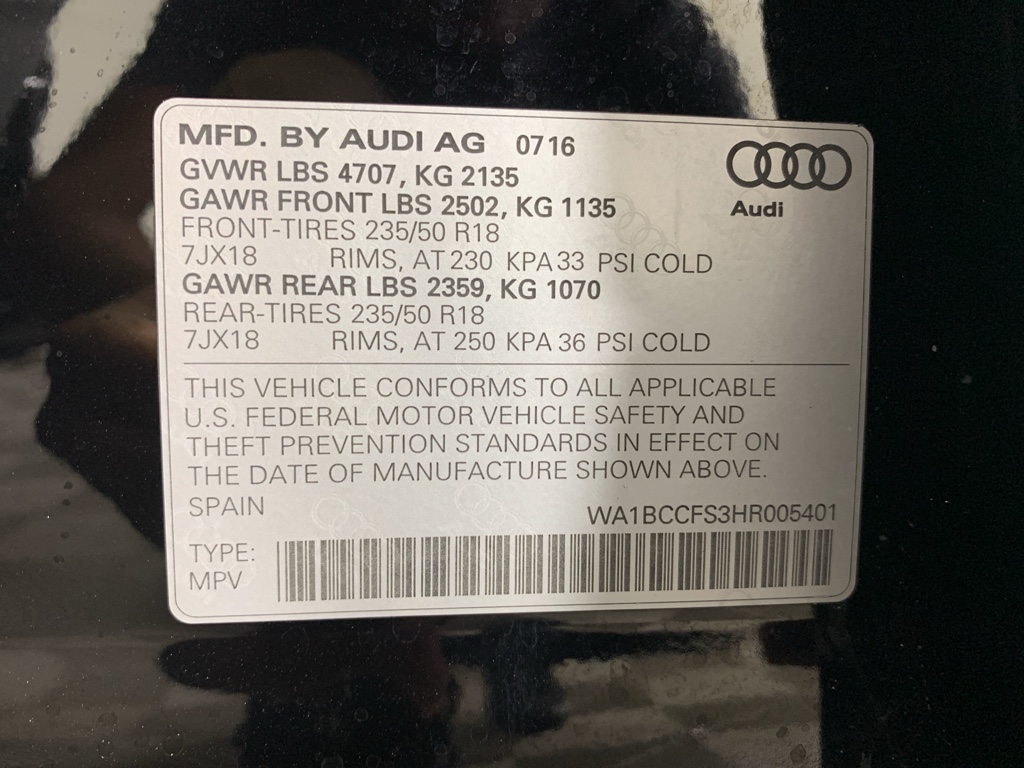 MFD. BY AUDI AG 0716
GVWR LBS 4707, KG 2135
GAWR FRONT LBS 2502, KG 1135
FRONT-TIRES 235/50 R18
7JX18 RIMS, AT 230 KPA 33 PSI COLD
GAWR REAR LBS 2359, KG 1070
REAR-TIRES 235/50 R18
7JX18 RIMS, AT 250 KPA 36 PSI COLD
Audi
THIS VEHICLE CONFORMS TO ALL APPLICABLE
U.S. FEDERAL MOTOR VEHICLE SAFETY AND
THEFT PREVENTION STANDARDS IN EFFECT ON
THE DATE OF MANUFACTURE SHOWN ABOVE.
SPAIN
WA1BCCFS3HR005401
TYPE:
MPV